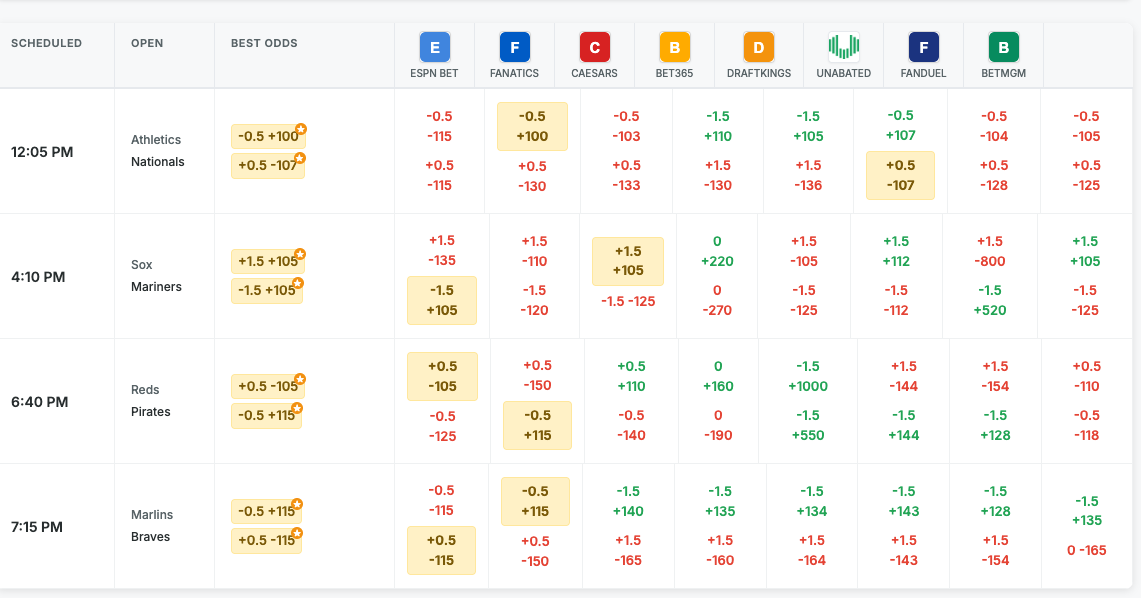 SCHEDULED OPEN BEST ODDS E F C B D F B
ESPN BET FANATICS CAESARS BET365 DRAFTKINGS UNABATED FANDUEL BETMGM
12:05 PM
Athletics
Nationals
-0.5 +100
+0.5 -107
-0.5 -0.5 -0.5 -1.5 -1.5 -0.5 -0.5 -0.5
-115 +100 -103 +110 +105 +107 -104 -105
+0.5 +0.5 +0.5 +1.5 +1.5 +0.5 +0.5 +0.5
-115 -130 -133 -130 -136 -107 -128 -125
4:10 PM
Sox
Mariners
+1.5 +105
-1.5 +105
+1.5 +1.5 +1.5 0 +1.5 +1.5 +1.5 +1.5
-135 -110 +105 +220 -105 +112 -800 +105
-1.5 -1.5 -1.5 -125 0 -1.5 -1.5 -1.5 -1.5
+105 -120 -270 -125 -112 +520 -125
6:40 PM
Reds
Pirates
+0.5 -105
-0.5 +115
+0.5 +0.5 +0.5 0 -1.5 +1.5 +1.5 +0.5
-105 -150 +110 +160 +1000 -144 -154 -110
-0.5 -0.5 -0.5 0 -1.5 -1.5 -1.5 -0.5
-125 +115 -140 -190 +550 +144 +128 -118
7:15 PM
Marlins
Braves
-0.5 +115
+0.5 -115
-0.5 -0.5 -1.5 -1.5 -1.5 -1.5 -1.5 -1.5
-115 +115 +140 +135 +134 +143 +128 +135
+0.5 +0.5 +1.5 +1.5 +1.5 +1.5 +1.5 0 -165
-115 -150 -165 -160 -164 -143 -154